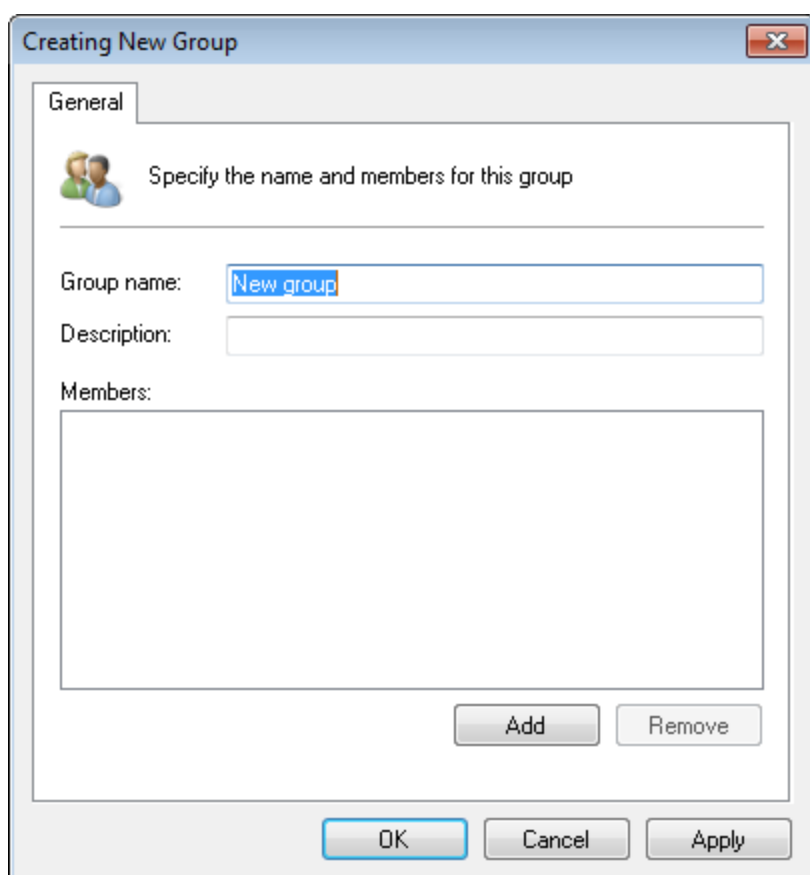 Creating New Group
General
Specify the name and members for this group
Group name: New group
Description:
Members:
Add Remove
OK Cancel Apply